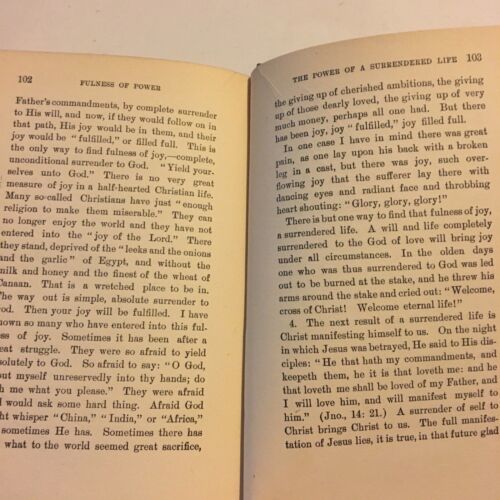 102 FULNESS OF POWER
Father's commandments, by complete surrender
to His will, and now, if they would follow on in
that path, His joy would be in them, and their
joy would be "fulfilled," or filled full. This is
the only way to find fulness of joy,—complete,
unconditional surrender to God. "Yield your-
selves unto God." There is no very great
measure of joy in a half-hearted Christian life.
Many so-called Christians have just "enough
religion to make them miserable." They can
no longer enjoy the world and they have not
entered into the "joy of the Lord." There
they stand, deprived of the "leeks and the onions
and the garlic" of Egypt, and without the
milk and honey and the finest of the wheat of
Canaan. That is a wretched place to be in.
The way out is simple, absolute surrender to
God. Then your joy will be fulfilled. I have
nown so many who have entered into this ful-
ess of joy. Sometimes it has been after a
eat struggle. They were so afraid to yield
solutely to God. So afraid to say: "O God,
ut myself unreservedly into thy hands; do
h me what you please." They were afraid
d would ask some hard thing. Afraid God
ht whisper "China," "India," or "Africa,"
sometimes He has. Sometimes there has
what to the world seemed great sacrifice,
THE POWER OF A SURRENDERED LIFE 103
the giving up of cherished ambitions, the giving
up of those dearly loved, the giving up of very
much money, perhaps all one had. But there
has been joy, joy "fulfilled," joy filled full.
In one case I have in mind there was great
pain, as one lay upon his back with a broken
leg in a cast, but there was joy, such over-
flowing joy that the sufferer lay there with
dancing eyes and radiant face and throbbing
heart shouting: "Glory, glory, glory!"
There is but one way to find that fulness of joy,
a surrendered life. A will and life completely
surrendered to the God of love will bring joy
under all circumstances. In the olden days
one who was thus surrendered to God was led
out to be burned at the stake, and he threw his
arms around the stake and cried out: "Welcome,
cross of Christ! Welcome eternal life!"
4. The next result of a surrendered life is
Christ manifesting himself to us. On the night
in which Jesus was betrayed, He said to His dis-
ciples: "He that hath my commandments, and
keepeth them, he it is that loveth me: and he
that loveth me shall be loved of my Father, and
I will love him, and will manifest myself to
him." (Jno., 14: 21.) A surrender of self to
Christ brings Christ to us. The full manifes-
tation of Jesus lies, it is true, in that future glad